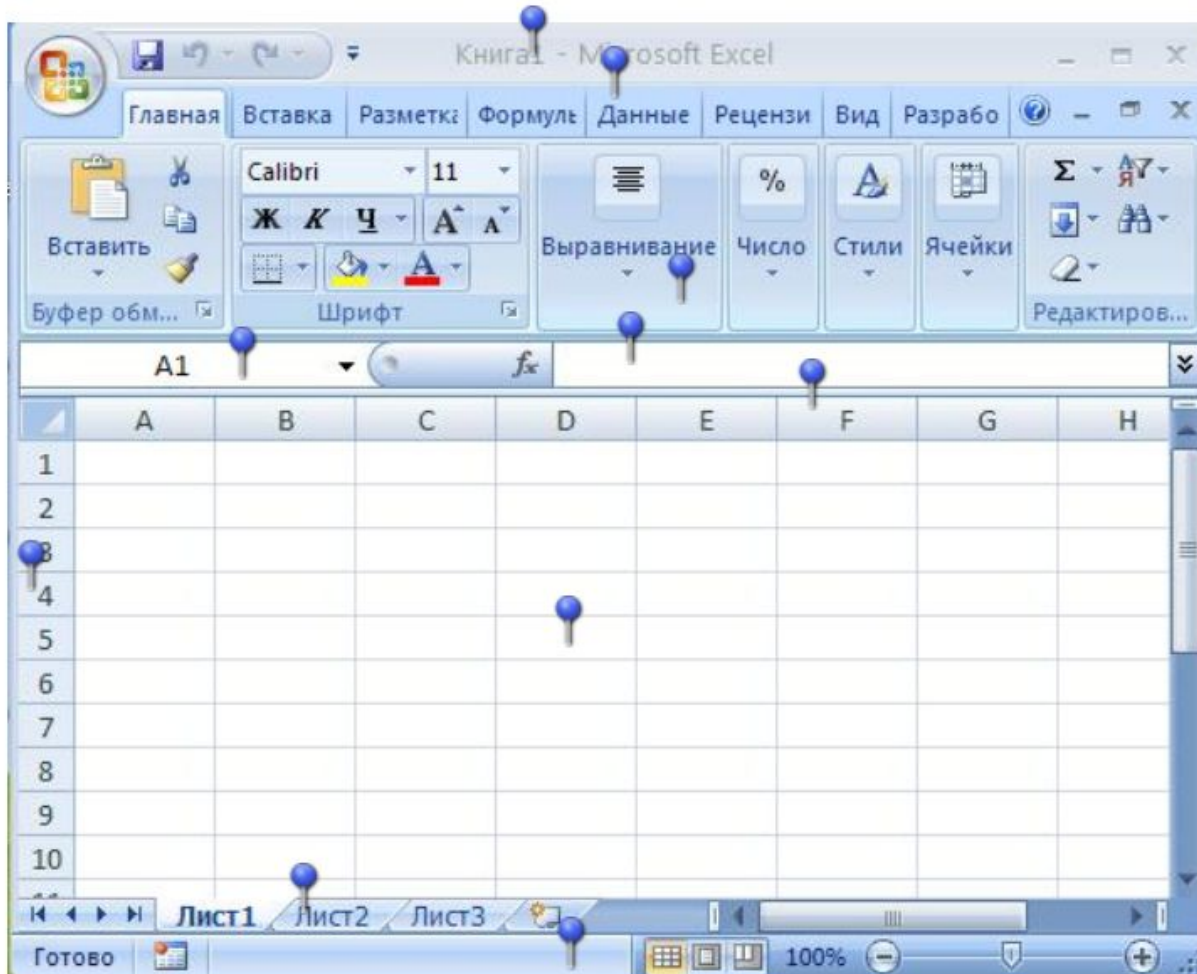 Книга1 - Microsoft Excel
Главная Вставка Разметка Формулы Данные Рецензи Вид Разрабо
Calibri 11
Ж К Ч А А А
Вставить Выравнивание % Число Стили Ячейки Σ А Я
Буфер обм... Шрифт Редактиров...
A1 fx
A B C D E F G H
1
2
3
4
5
6
7
8
9
10
Лист1 Лист2 Лист3
Готово 100%